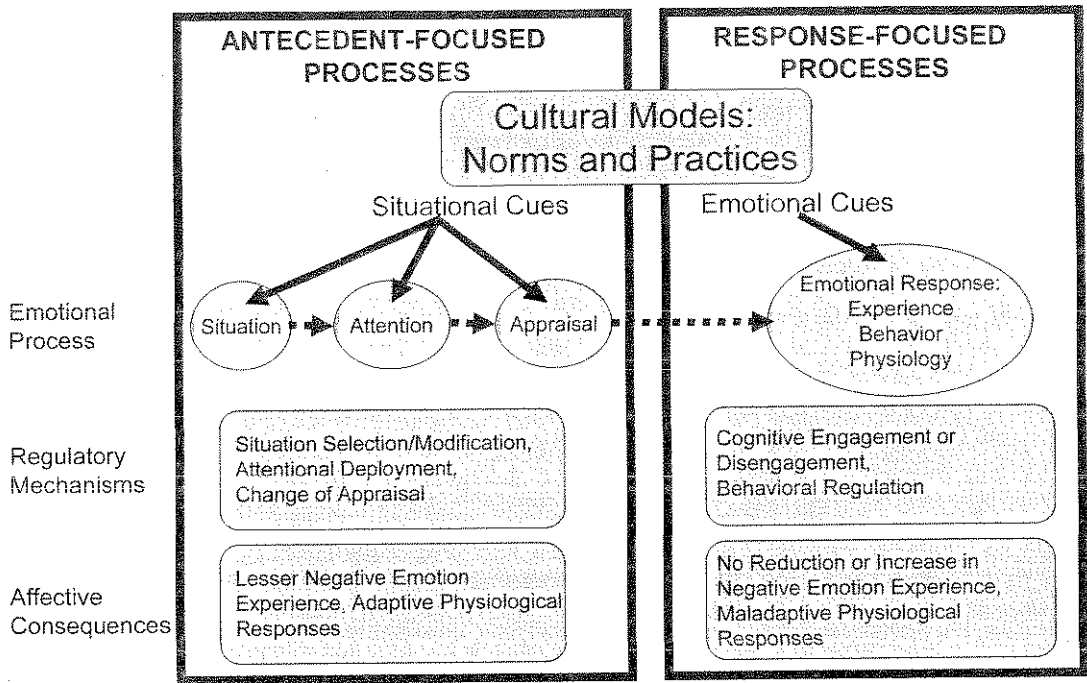 ANTECEDENT-FOCUSED
PROCESSES
RESPONSE-FOCUSED
PROCESSES
Cultural Models:
Norms and Practices
Situational Cues
Emotional Cues
Emotional
Process
Situation
Attention
Appraisal
Emotional Response:
Experience
Behavior
Physiology
Regulatory
Mechanisms
Situation Selection/Modification,
Attentional Deployment,
Change of Appraisal
Cognitive Engagement or
Disengagement,
Behavioral Regulation
Affective
Consequences
Lesser Negative Emotion
Experience, Adaptive Physiological
Responses
No Reduction or Increase in
Negative Emotion Experience,
Maladaptive Physiological
Responses